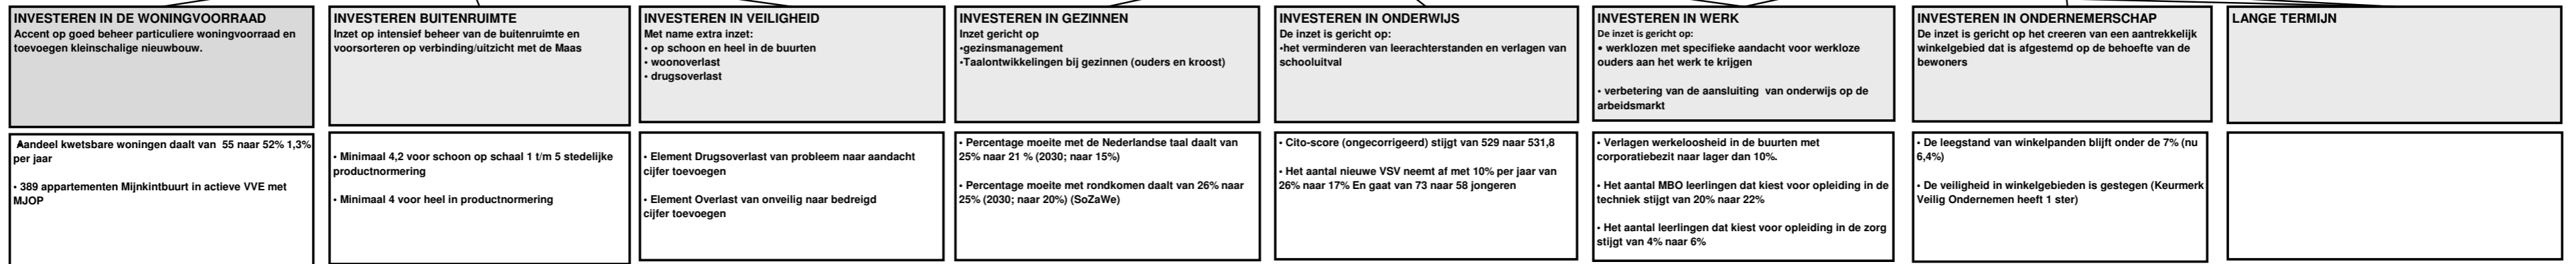 INVESTEREN IN DE WONINGVOORRAAD
Accent op goed beheer particuliere woningvoorraad en
toevoegen kleinschalige nieuwbouw.
Aandeel kwetsbare woningen daalt van 55 naar 52% 1,3%
per jaar
• 389 appartementen Mijnkintbuurt in actieve VVE met
MJOP
INVESTEREN BUITENRUIMTE
Inzet op intensief beheer van de buitenruimte en
voorsorteren op verbinding/uitzicht met de Maas
• Minimaal 4,2 voor schoon op schaal 1 t/m 5 stedelijke
productnormering
• Minimaal 4 voor heel in productnormering
INVESTEREN IN VEILIGHEID
Met name extra inzet:
• op schoon en heel in de buurten
• woonoverlast
• drugsoverlast
• Element Drugsoverlast van probleem naar aandacht
cijfer toevoegen
• Element Overlast van onveilig naar bedreigd
cijfer toevoegen
INVESTEREN IN GEZINNEN
Inzet gericht op
•gezinsmanagement
•Taalontwikkelingen bij gezinnen (ouders en kroost)
• Percentage moeite met de Nederlandse taal daalt van
25% naar 21 % (2030; naar 15%)
• Percentage moeite met rondkomen daalt van 26% naar
25% (2030; naar 20%) (SoZaWe)
INVESTEREN IN ONDERWIJS
De inzet is gericht op:
•het verminderen van leerachterstanden en verlagen van
schooluitval
• Cito-score (ongecorrigeerd) stijgt van 529 naar 531,8
• Het aantal nieuwe VSV neemt af met 10% per jaar van
26% naar 17% En gaat van 73 naar 58 jongeren
INVESTEREN IN WERK
De inzet is gericht op:
• werklozen met specifieke aandacht voor werkloze
ouders aan het werk te krijgen
• verbetering van de aansluiting van onderwijs op de
arbeidsmarkt
• Verlagen werkeloosheid in de buurten met
corporatiebezit naar lager dan 10%.
• Het aantal MBO leerlingen dat kiest voor opleiding in de
techniek stijgt van 20% naar 22%
• Het aantal leerlingen dat kiest voor opleiding in de zorg
stijgt van 4% naar 6%
INVESTEREN IN ONDERNEMERSCHAP
De inzet is gericht op het creeren van een aantrekkelijk
winkelgebied dat is afgestemd op de behoefte van de
bewoners
• De leegstand van winkelpanden blijft onder de 7% (nu
6,4%)
• De veiligheid in winkelgebieden is gestegen (Keurmerk
Veilig Ondernemen heeft 1 ster)
LANGE TERMIJN